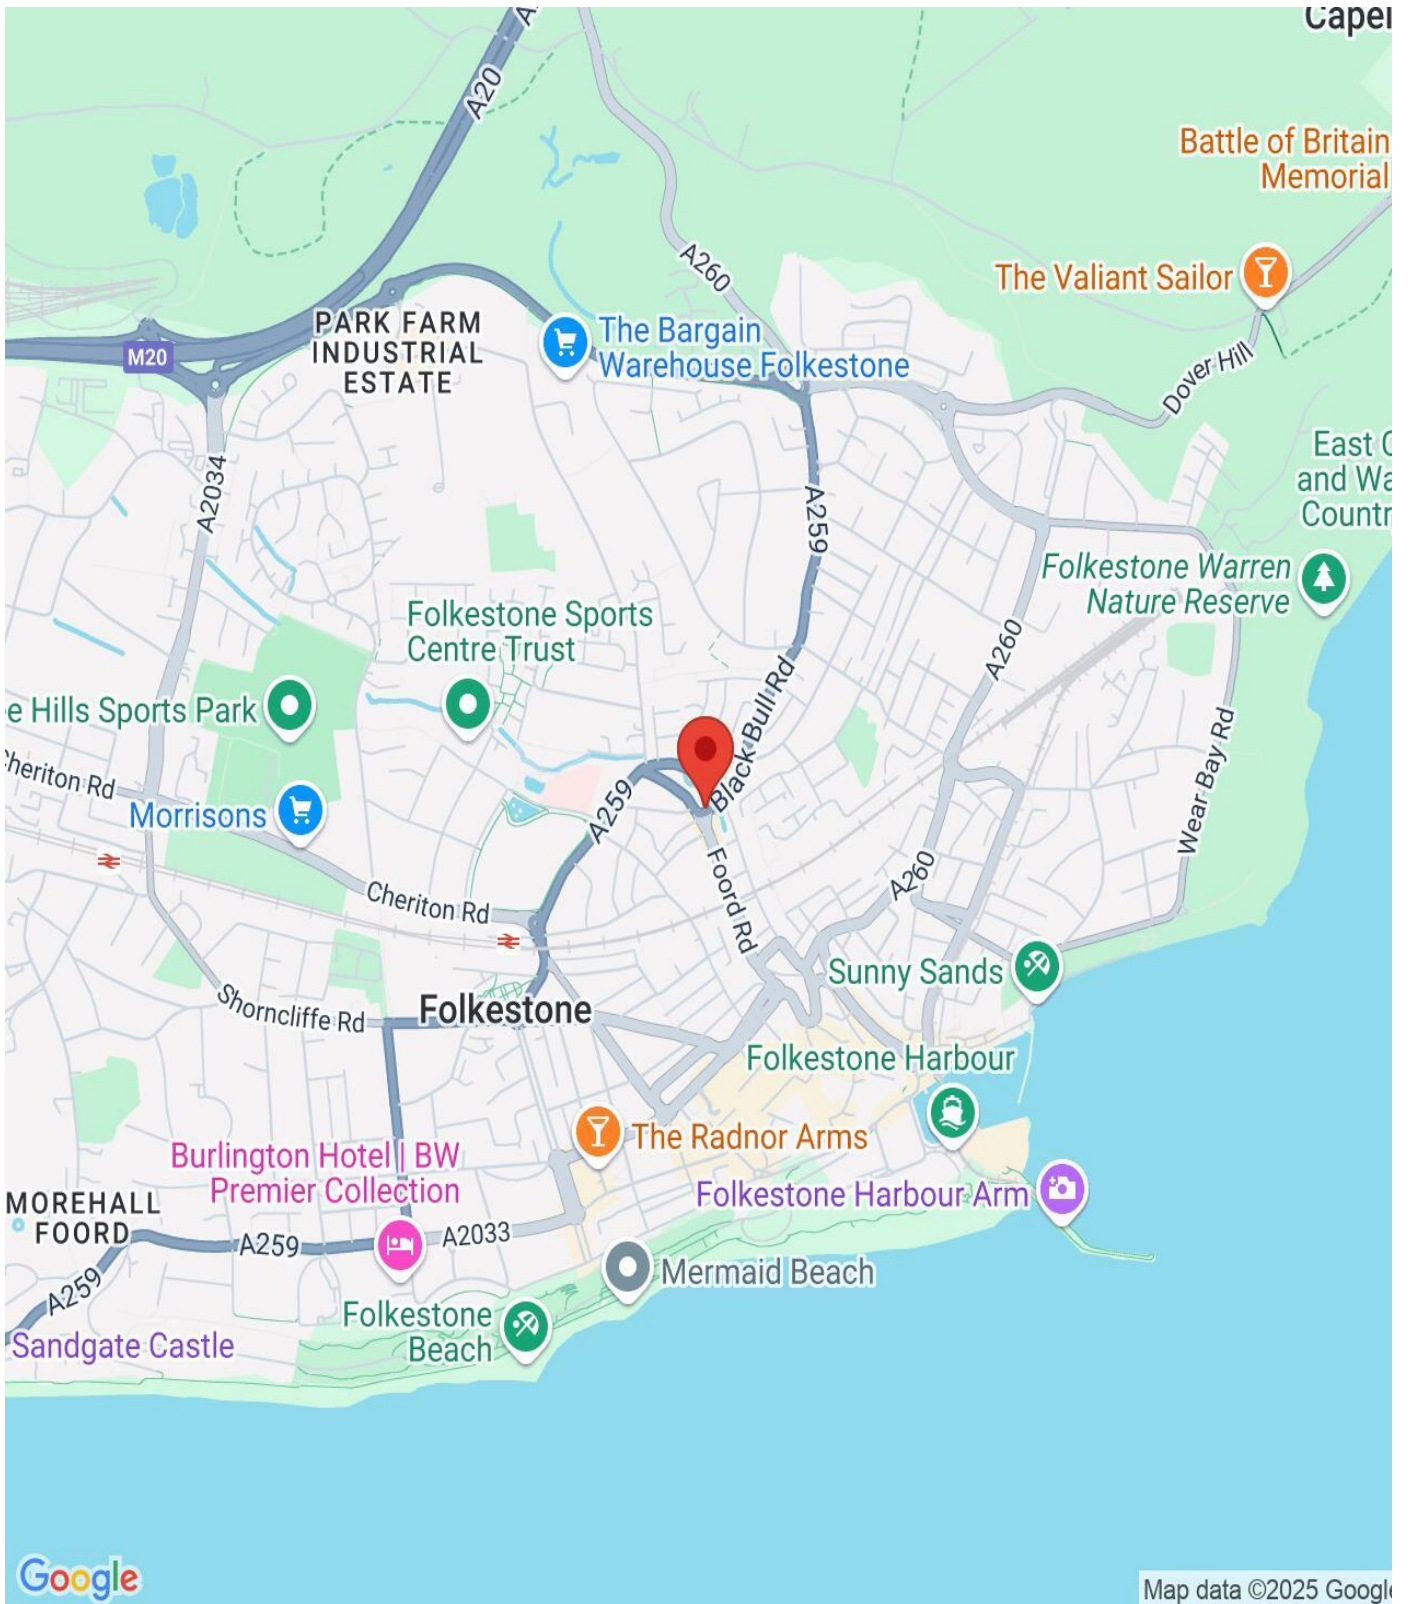 Capel
A20
A20
Battle of Britain
Memorial
A260
The Valiant Sailor
PARK FARM
INDUSTRIAL
ESTATE
The Bargain
Warehouse Folkestone
M20
Dover Hill
East C
and Wa
Countr
A2034
A259
Folkestone Warren
Nature Reserve
Folkestone Sports
Centre Trust
A260
Black Bull Rd
e Hills Sports Park
Wear Bay Rd
Cheriton Rd
Morrisons
A259
Foord Rd
A260
Cheriton Rd
Sunny Sands
Shorncliffe Rd
Folkestone
Folkestone Harbour
The Radnor Arms
Burlington Hotel | BW
Premier Collection
Folkestone Harbour Arm
MOREHALL
FOORD
A259
A2033
Mermaid Beach
A259
Folkestone
Beach
Sandgate Castle
Google
Map data ©2025 Google